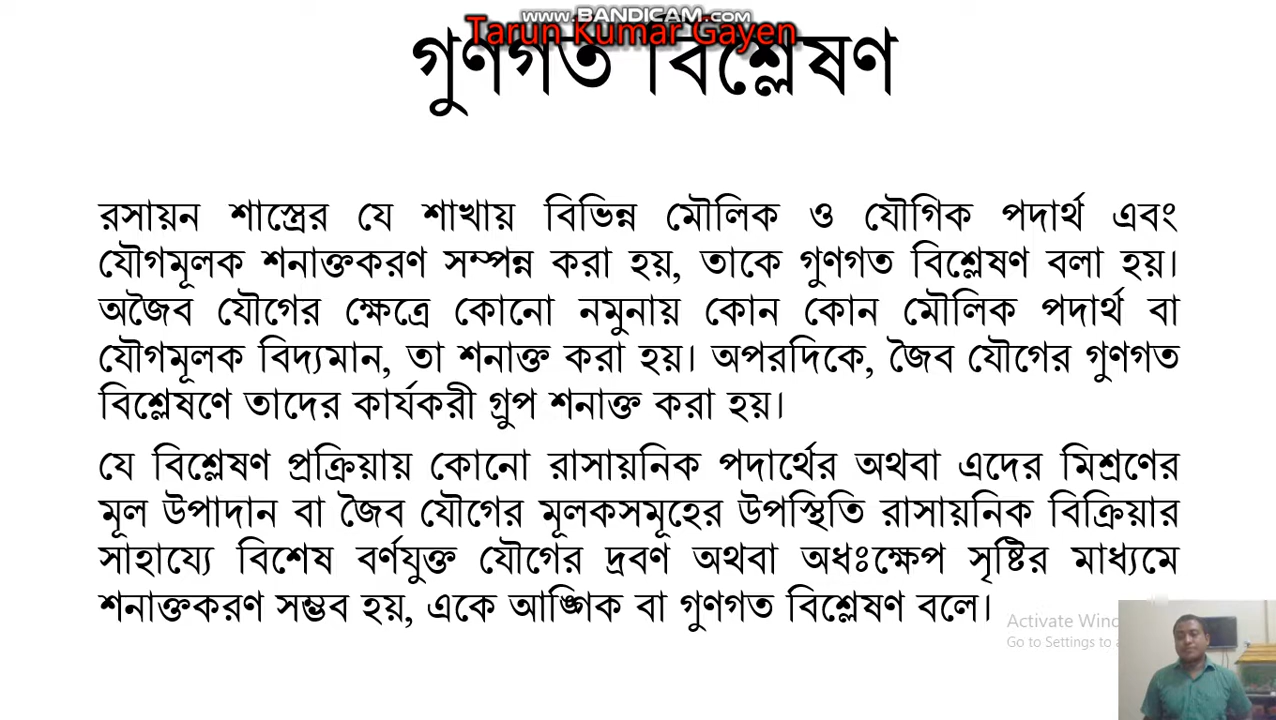 www.BANDICAM.com
Tarun Kumar Gayen
গুণগত বিশ্লেষণ
রসায়ন শাস্ত্রের যে শাখায় বিভিন্ন মৌলিক ও যৌগিক পদার্থ এবং
যৌগমূলক শনাক্তকরণ সম্পন্ন করা হয়, তাকে গুণগত বিশ্লেষণ বলা হয়।
অজৈব যৌগের ক্ষেত্রে কোনো নমুনায় কোন কোন মৌলিক পদার্থ বা
যৌগমূলক বিদ্যমান, তা শনাক্ত করা হয়। অপরদিকে, জৈব যৌগের গুণগত
বিশ্লেষণে তাদের কার্যকরী গ্রুপ শনাক্ত করা হয়।
যে বিশ্লেষণ প্রক্রিয়ায় কোনো রাসায়নিক পদার্থের অথবা এদের মিশ্রণের
মূল উপাদান বা জৈব যৌগের মূলকসমূহের উপস্থিতি রাসায়নিক বিক্রিয়ার
সাহায্যে বিশেষ বর্ণযুক্ত যৌগের দ্রবণ অথবা অধঃক্ষেপ সৃষ্টির মাধ্যমে
শনাক্তকরণ সম্ভব হয়, একে আঙ্গিক বা গুণগত বিশ্লেষণ বলে।
Activate Win
Go to Settings to